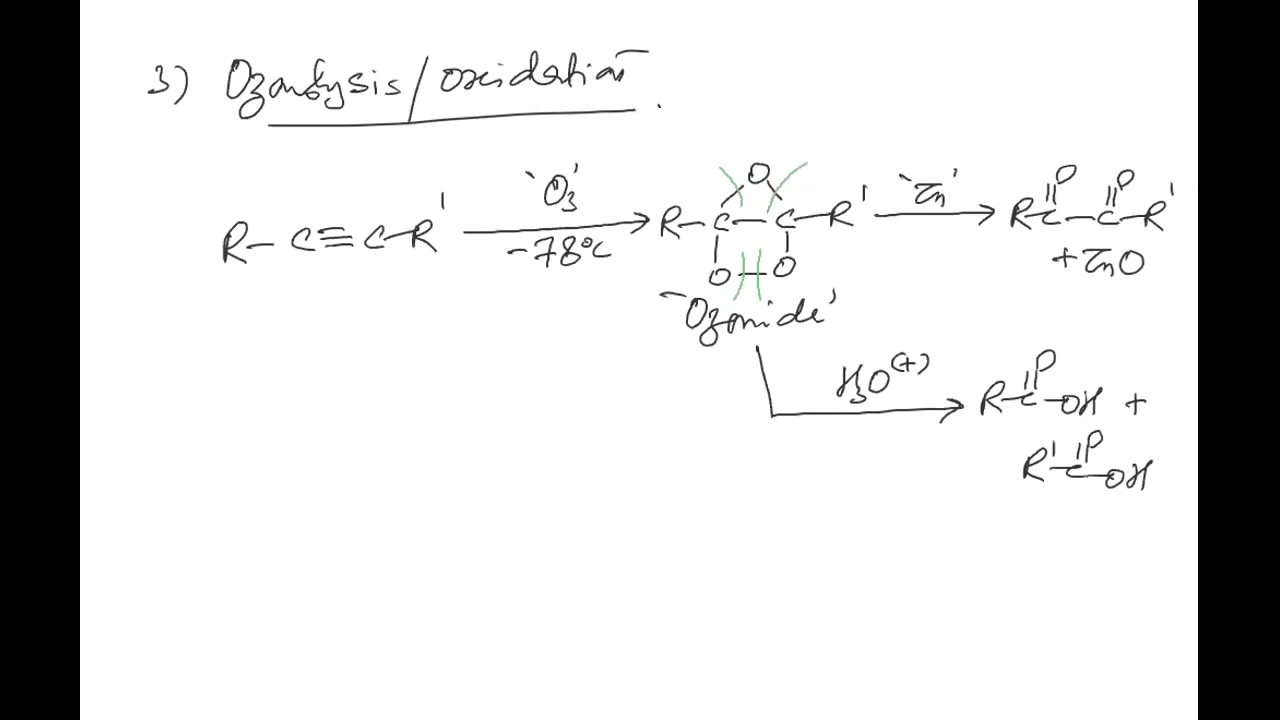 3) Ozonolysis/oxidation.
R-C≡C-R' 'O3' -78°C R-C-C-R' O O-O 'Zn' R-C-C-R' O O + ZnO
"Ozonide'
H3O(+) R-C-OH + O
R'-C-OH O